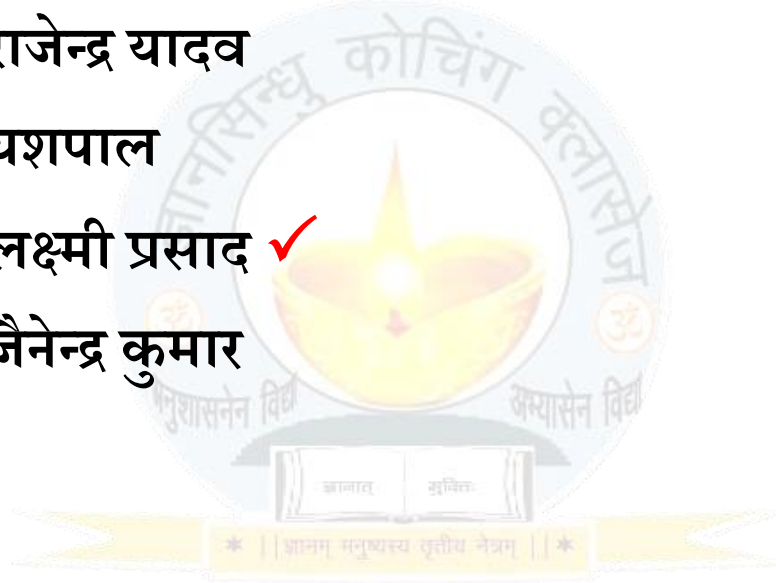 राजेन्द्र यादव
यशपाल
लक्ष्मी प्रसाद
जैनेन्द्र कुमार
ज्ञानसिन्धु कोचिंग क्लासेज
ॐ ॐ
अनुशासनेन विद्या अभ्यासेन विद्या
ज्ञानात् मुक्तिः
||ज्ञानम् मनुष्यस्य तृतीय नेत्रम् ||